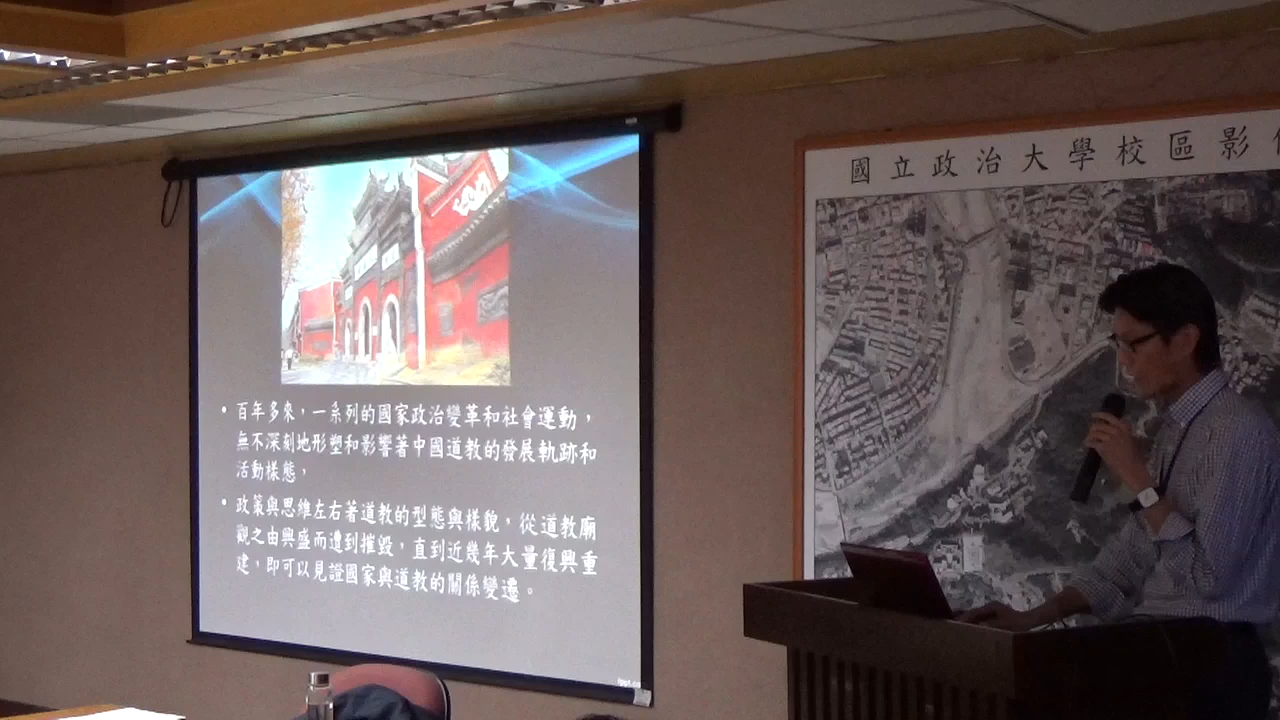 國立政治大學校區影
• 百年多來，一系列的國家政治變革和社會運動，
無不深刻地形塑和影響著中國道教的發展軌跡和
活動樣態，
• 政策與思維左右著道教的型態與樣貌，從道教廟
觀之由興盛而遭到摧毀，直到近幾年大量復興重
建，即可以見證國家與道教的關係變遷。